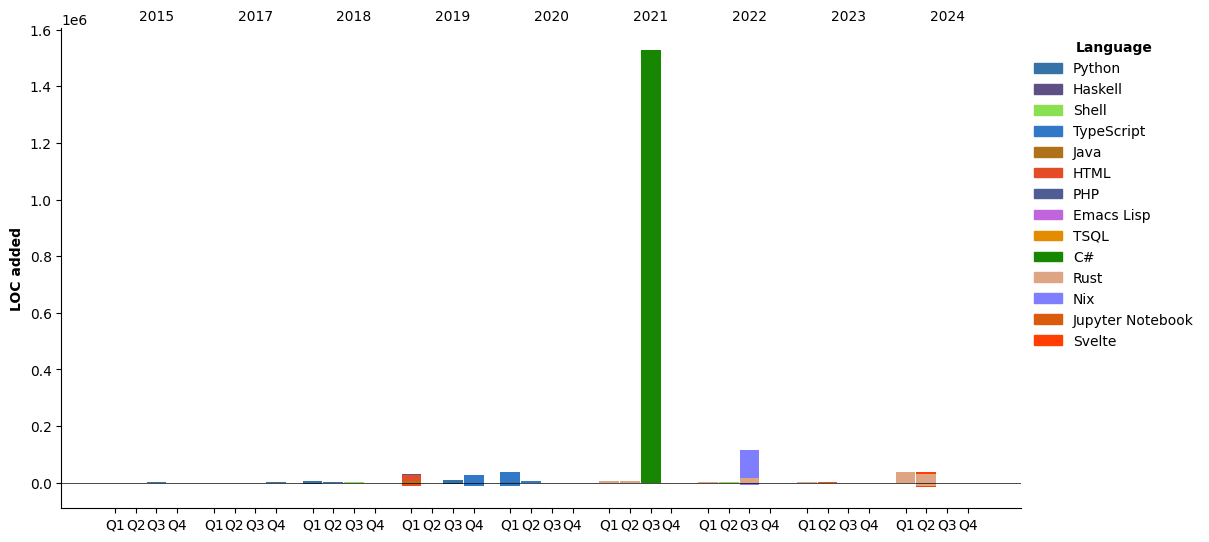 2015 2017 2018 2019 2020 2021 2022 2023 2024
1e6
1.6
1.4
1.2
1.0
0.8
0.6
0.4
0.2
0.0
LOC added
Q1 Q2 Q3 Q4 Q1 Q2 Q3 Q4 Q1 Q2 Q3 Q4 Q1 Q2 Q3 Q4 Q1 Q2 Q3 Q4 Q1 Q2 Q3 Q4 Q1 Q2 Q3 Q4 Q1 Q2 Q3 Q4 Q1 Q2 Q3 Q4
Language
Python
Haskell
Shell
TypeScript
Java
HTML
PHP
Emacs Lisp
TSQL
C#
Rust
Nix
Jupyter Notebook
Svelte